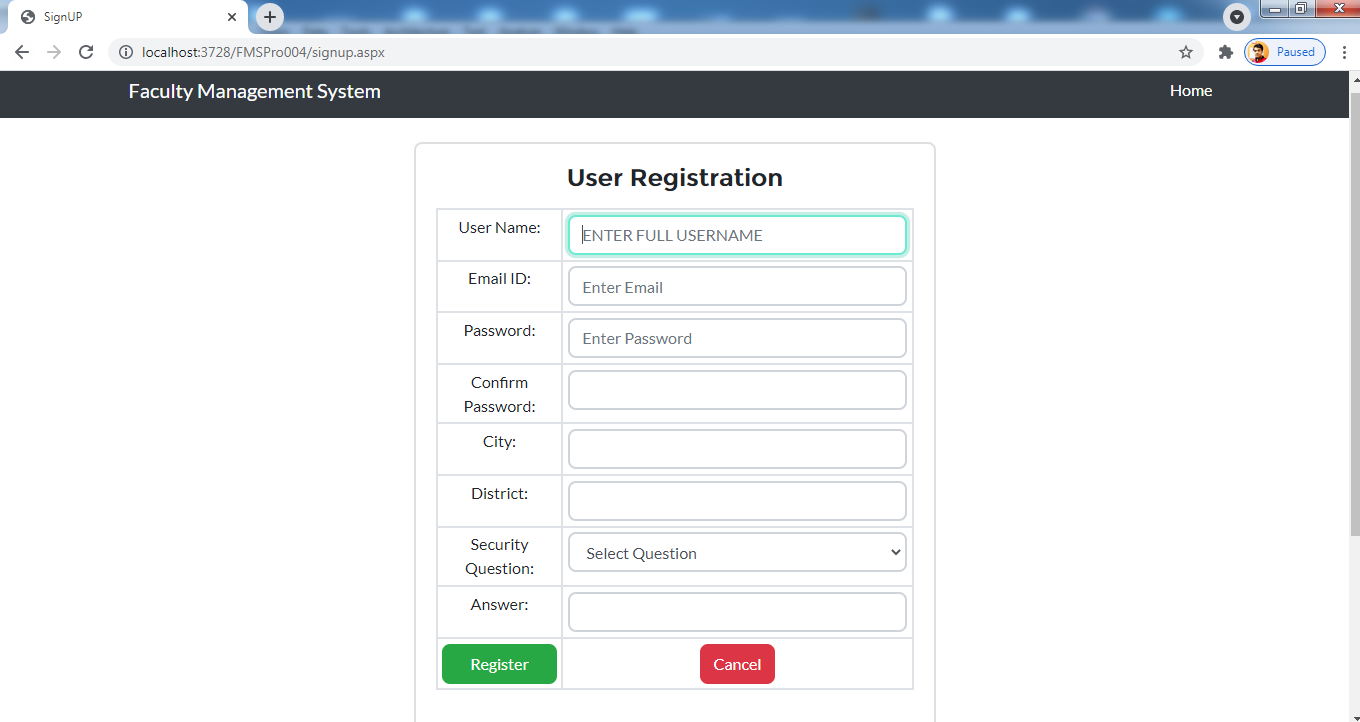 SignUP
localhost:3728/FMSPro004/signup.aspx
Paused
Faculty Management System
Home
User Registration
User Name:
ENTER FULL USERNAME
Email ID:
Enter Email
Password:
Enter Password
Confirm
Password:
City:
District:
Security
Question:
Select Question
Answer:
Register
Cancel